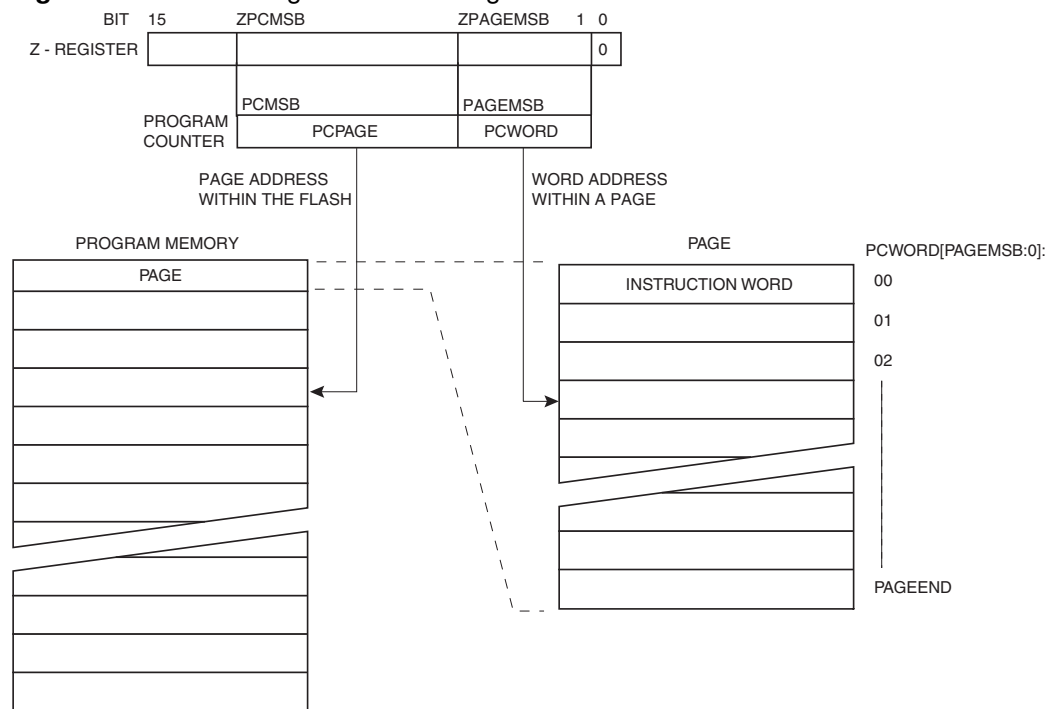 BIT 15 ZPCMSB ZPAGEMSB 1 0
Z - REGISTER 0
PCMSB PAGEMSB
PROGRAM
COUNTER
PCPAGE PCWORD
PAGE ADDRESS
WITHIN THE FLASH
WORD ADDRESS
WITHIN A PAGE
PROGRAM MEMORY
PAGE
PAGE
PCWORD[PAGEMSB:0]:
INSTRUCTION WORD 00
01
02
PAGEEND